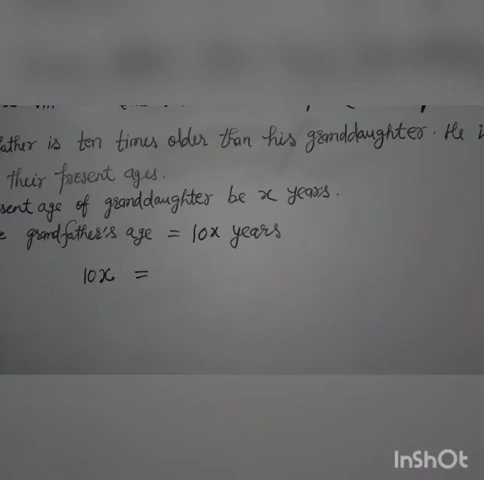 ather is ten times older than his granddaughter. He i
their present ages.
sent age of granddaughter be x years.
grandfather's age = 10x years
10x =
InShOt